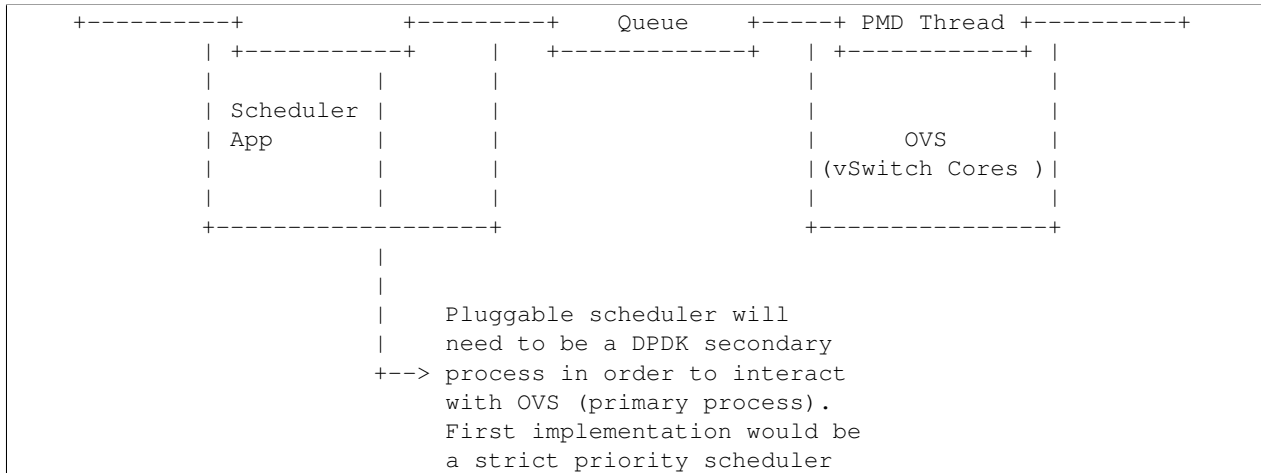 Queue PMD Thread
Scheduler
App OVS
(vSwitch Cores )
Pluggable scheduler will
need to be a DPDK secondary
process in order to interact
with OVS (primary process).
First implementation would be
a strict priority scheduler